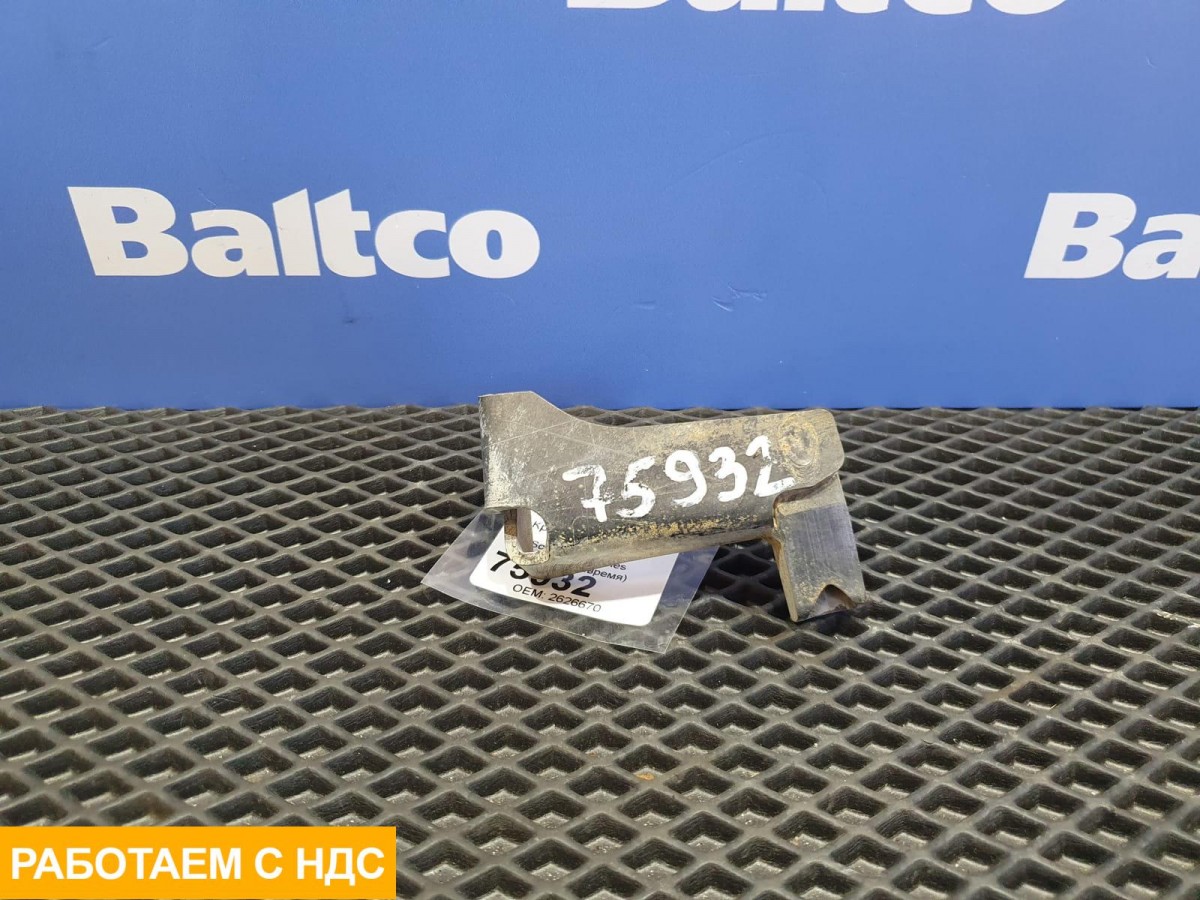 Baltco
Baltco
Ba
75932
75932
OEM: 2626670
РАБОТАЕМ С НДС